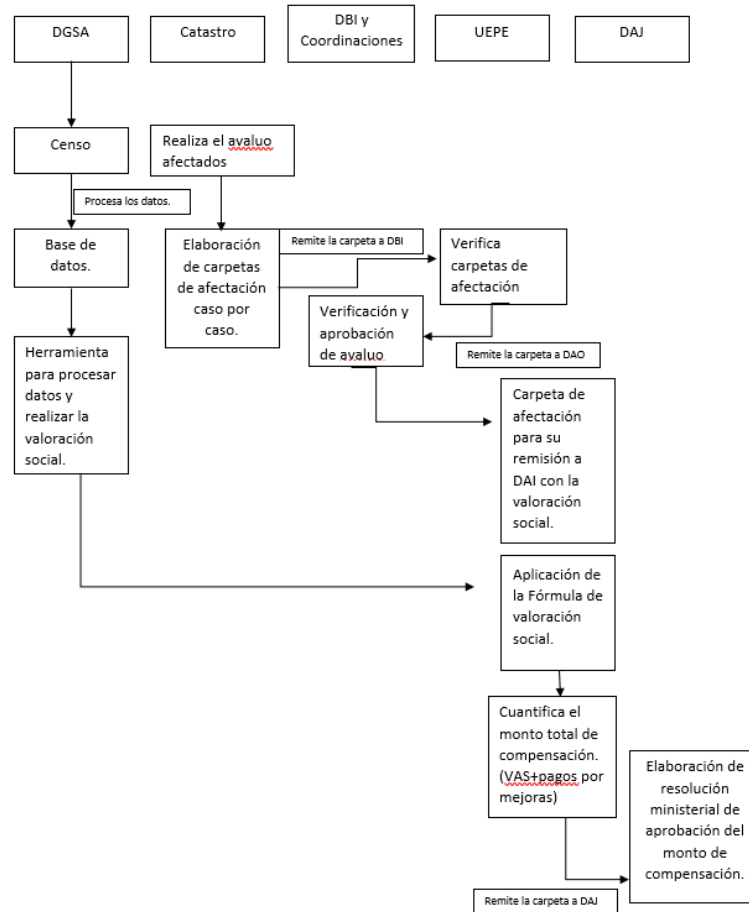 DGSA
Catastro
DBI y
Coordinaciones
UEPE
DAJ
Censo
Realiza el avaluo
afectados
Procesa los datos.
Base de
datos.
Elaboración
de carpetas
de afectación
caso por
caso.
Remite la carpeta a DBI
Verifica
carpetas de
afectación
Verificación y
aprobación
de avaluo
Remite la carpeta a DAO
Herramienta
para procesar
datos y
realizar la
valoración
social.
Carpeta de
afectación
para su
remisión a
DAI con la
valoración
social.
Aplicación de
la Fórmula de
valoración
social.
Cuantifica el
monto total de
compensación.
(VAS+pagos por
mejoras)
Elaboración de
resolución
ministerial de
aprobación del
monto de
compensación.
Remite la carpeta a DAJ